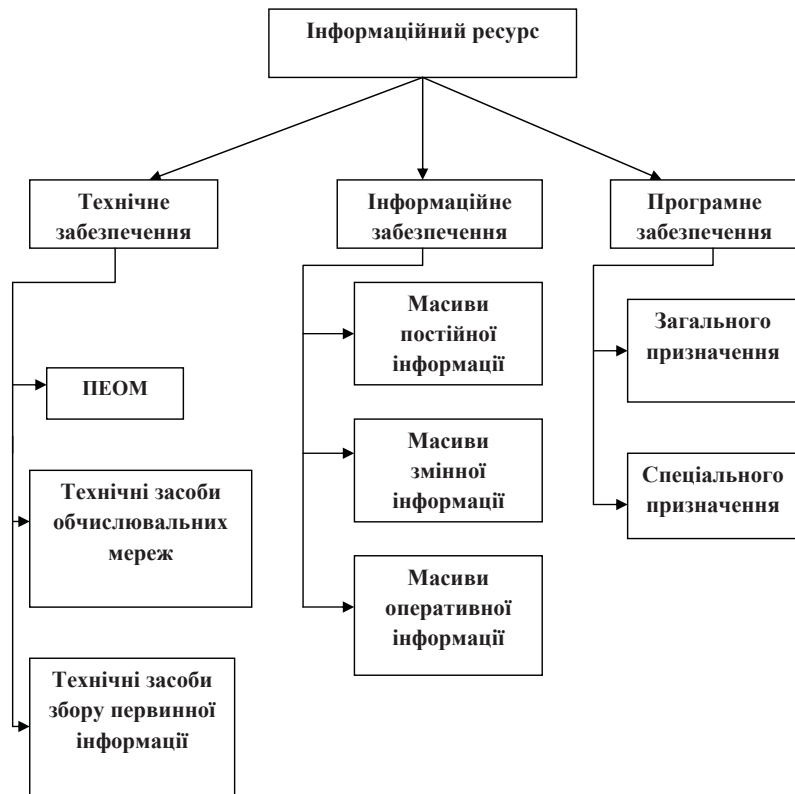 Інформаційний ресурс
Технічне
забезпечення
Інформаційне
забезпечення
Програмне
забезпечення
ПЕОМ
Технічні засоби
обчислювальних
мереж
Технічні засоби
збору первинної
інформації
Масиви
постійної
інформації
Масиви
змінної
інформації
Масиви
оперативної
інформації
Загального
призначення
Спеціального
призначення